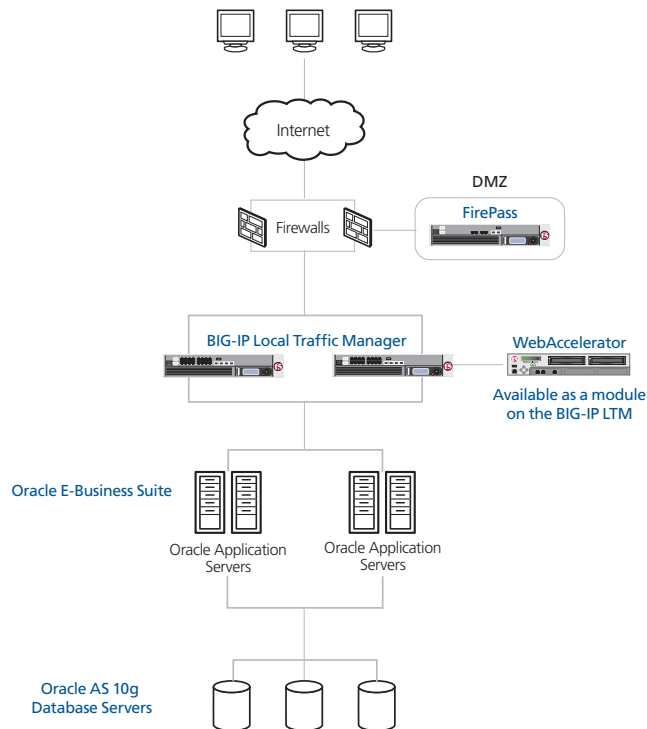 Internet
DMZ
FirePass
Firewalls
BIG-IP Local Traffic Manager
WebAccelerator
Available as a module
on the BIG-IP LTM
Oracle E-Business Suite
Oracle Application
Servers
Oracle Application
Servers
Oracle AS 10g
Database Servers